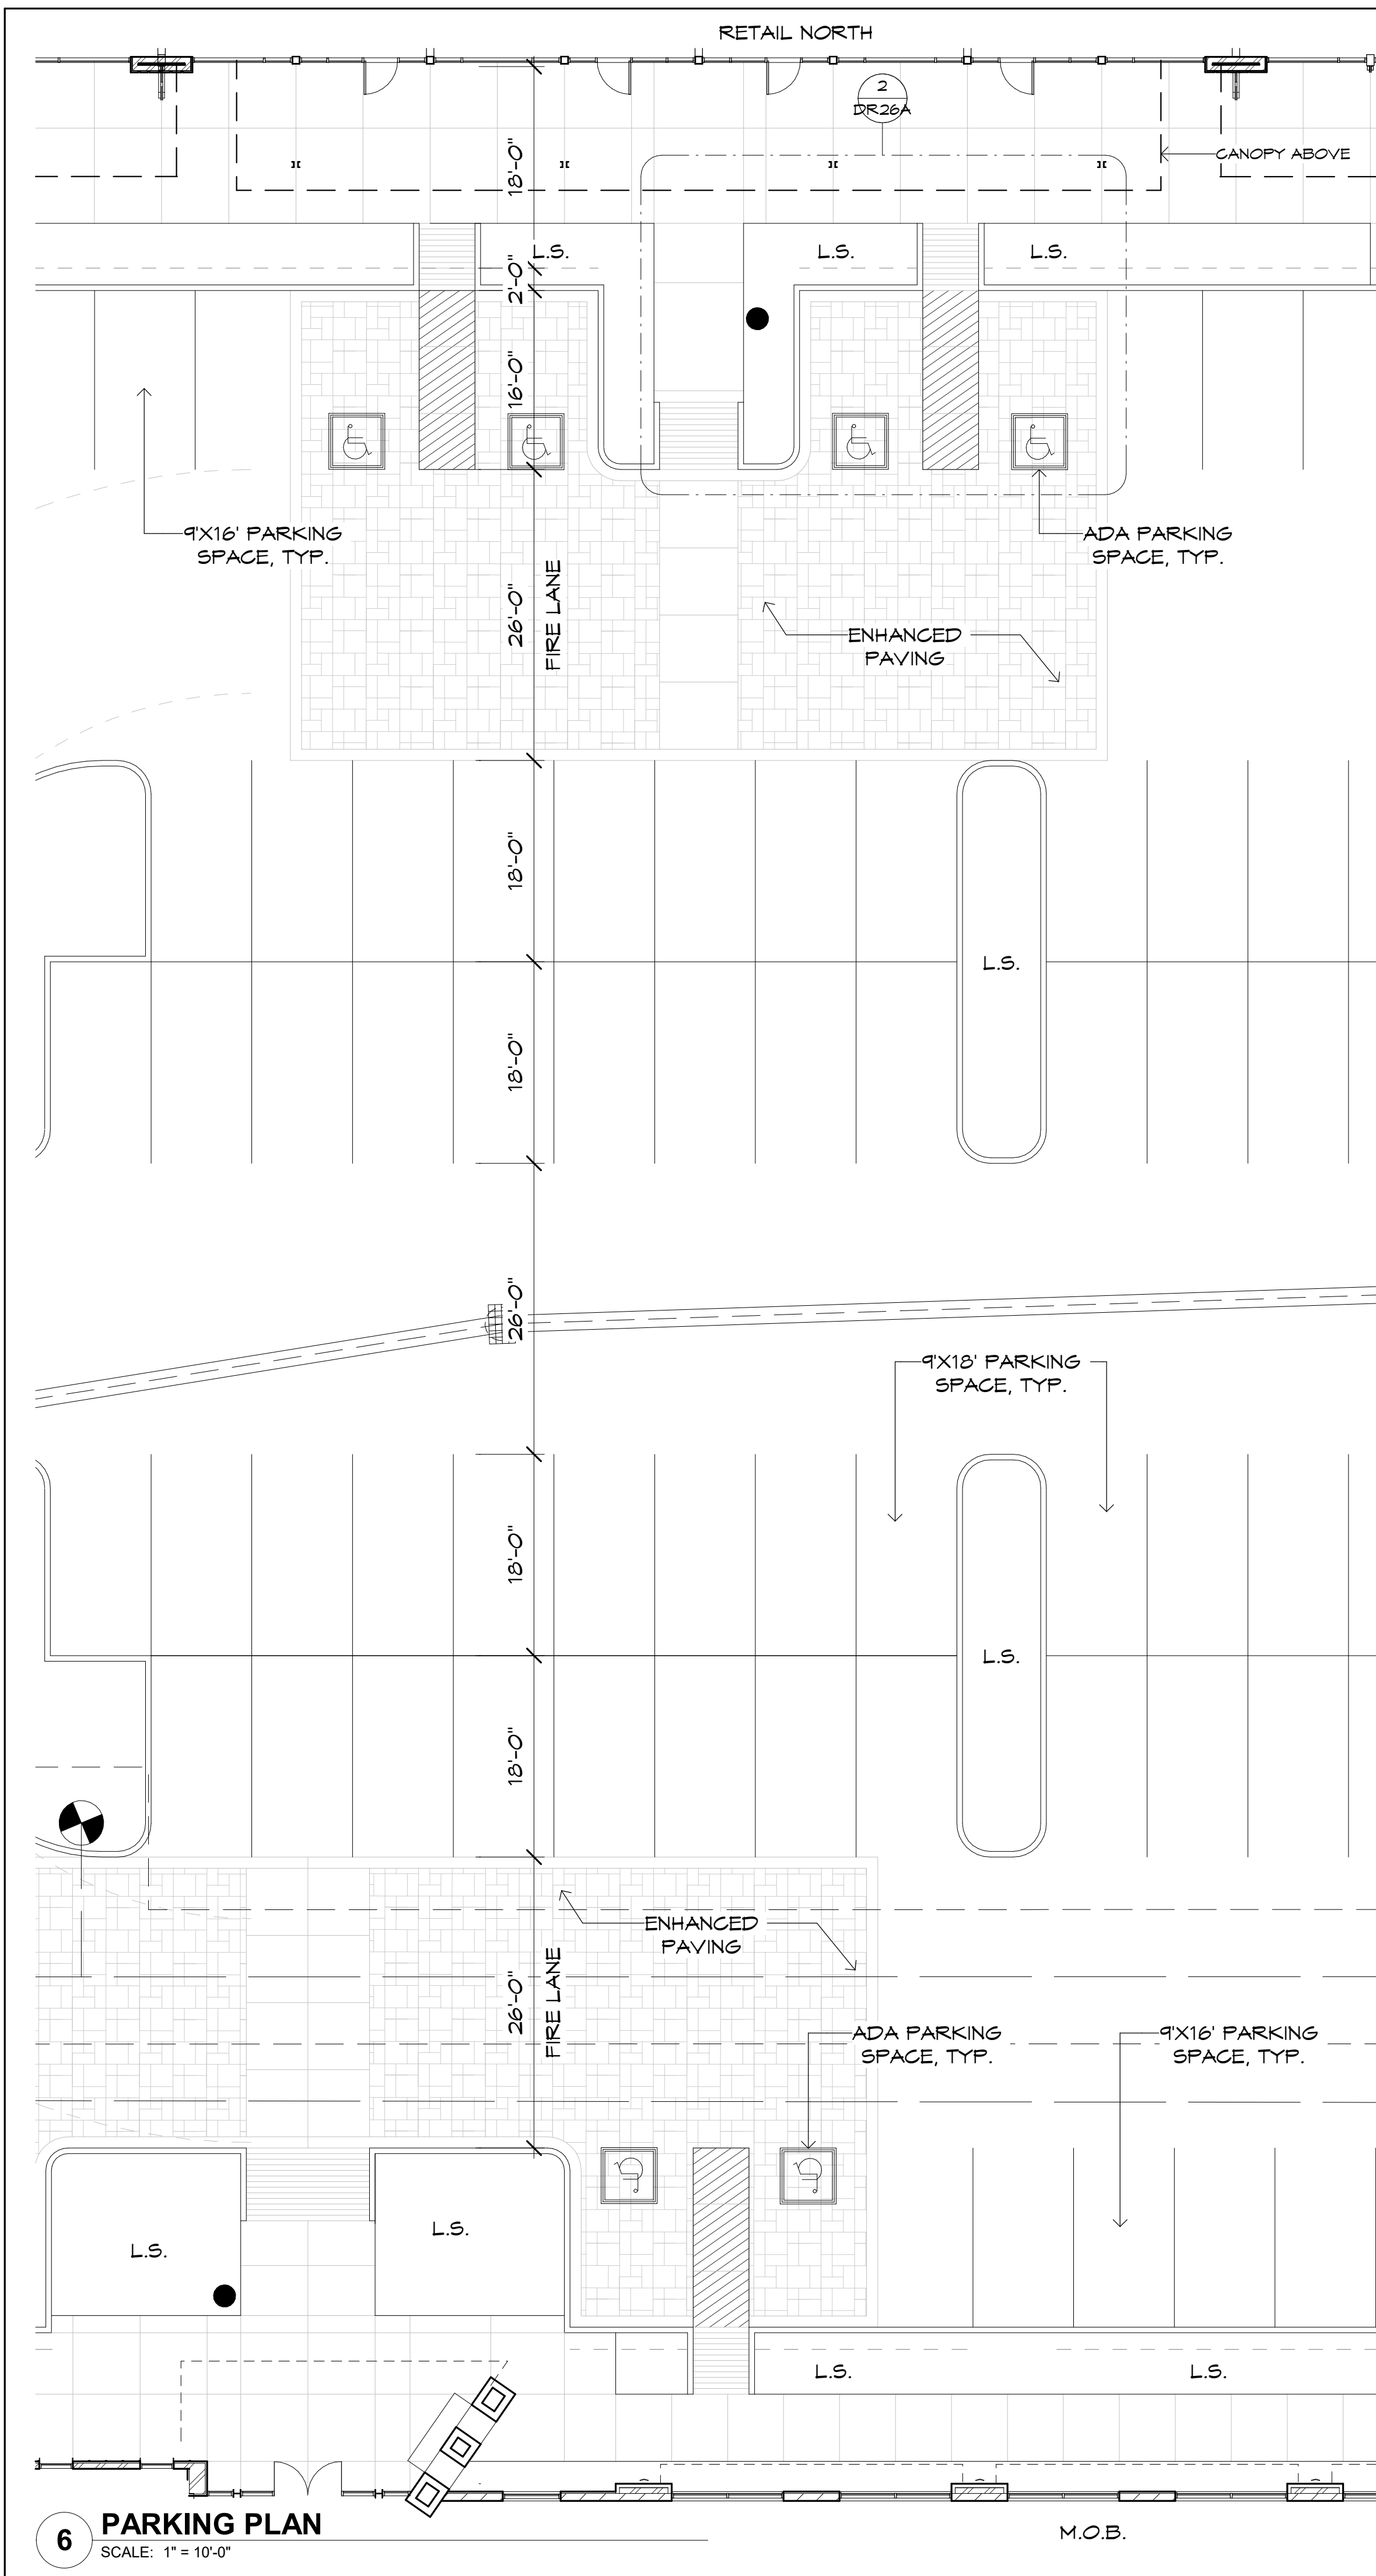 RETAIL NORTH
2
DR26A
CANOPY ABOVE
18'-0"
L.S.
L.S.
L.S.
2'-0"
16'-0"
9'X16' PARKING
SPACE, TYP.
ADA PARKING
SPACE, TYP.
26'-0"
FIRE LANE
ENHANCED
PAVING
18'-0"
L.S.
18'-0"
26'-0"
9'X18' PARKING
SPACE, TYP.
18'-0"
L.S.
18'-0"
ENHANCED
PAVING
26'-0"
FIRE LANE
ADA PARKING
SPACE, TYP.
9'X16' PARKING
SPACE, TYP.
L.S.
L.S.
L.S.
L.S.
6
PARKING PLAN
SCALE: 1" = 10'-0"
M.O.B.